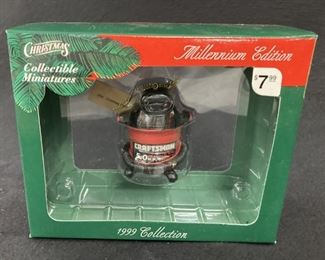 CHRISTMAS
Collectible
Miniatures
Millennium Edition
$7.99
CRAFTSMAN
1999 Collection